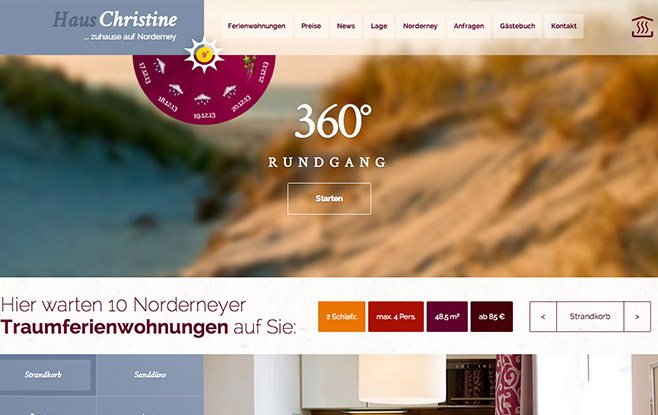 Haus Christine
... zuhause auf Norderney
Ferienwohnungen Preise News Lage Norderney Anfragen Gästebuch Kontakt
9°
17.12.13 18.12.13 19.12.13 20.12.13 21.12.13
360°
RUNDGANG
Starten
Hier warten 10 Norderneyer
Traumferienwohnungen auf Sie:
2 Schlafz. max. 4 Pers. 48,5 m² ab 85 € < Strandkorb >
Strandkorb Sanddüne